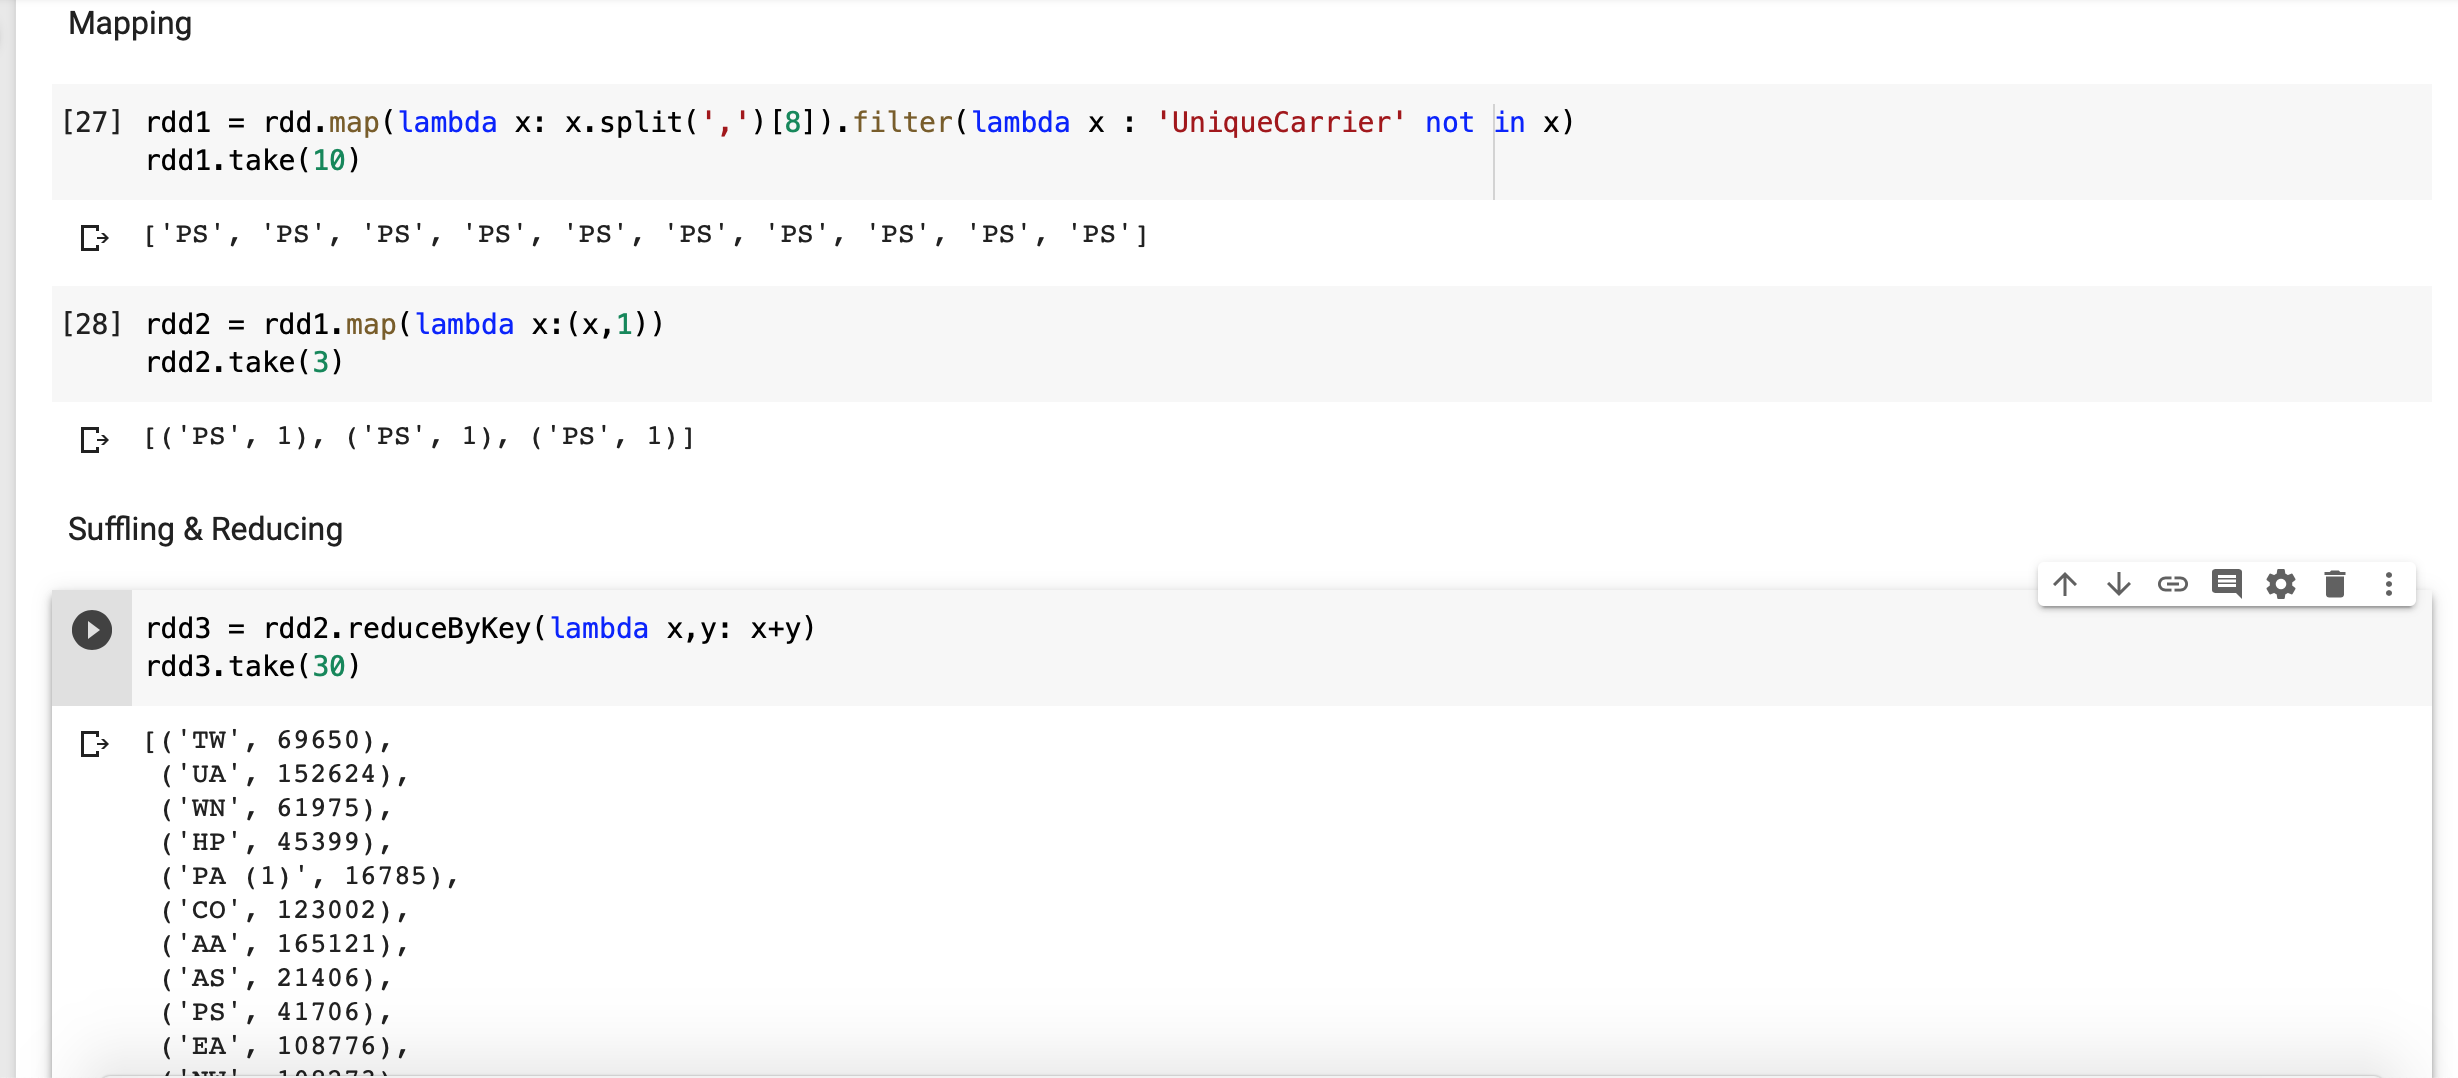 Mapping
[27] rdd1 = rdd.map(lambda x: x.split(',')[8]).filter(lambda x : 'UniqueCarrier' not in x)
rdd1.take(10)
['PS', 'PS', 'PS', 'PS', 'PS', 'PS', 'PS', 'PS', 'PS', 'PS']
[28] rdd2 = rdd1.map(lambda x:(x,1))
rdd2.take(3)
[('PS', 1), ('PS', 1), ('PS', 1)]
Suffling & Reducing
rdd3 = rdd2.reduceByKey(lambda x,y: x+y)
rdd3.take(30)
[('TW', 69650),
('UA', 152624),
('WN', 61975),
('HP', 45399),
('PA (1)', 16785),
('CO', 123002),
('AA', 165121),
('AS', 21406),
('PS', 41706),
('EA', 108776),